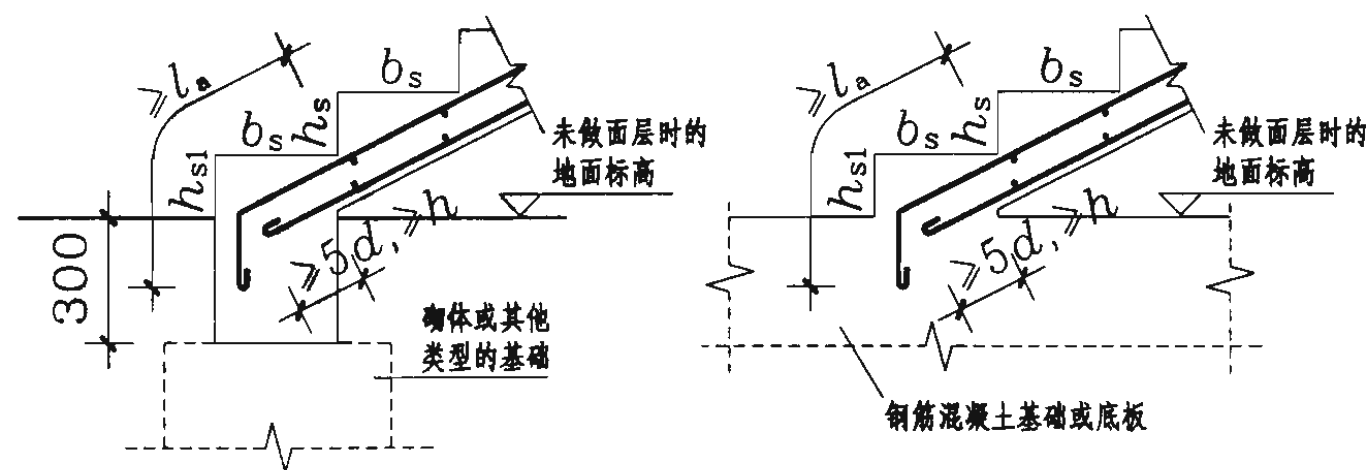 ≥lₐ
bₛ
bₛ
hₛ
hₛ₁
未做面层时的
地面标高
300
≥5d,≥h
砌体或其他
类型的基础
≥lₐ
bₛ
bₛ
hₛ
hₛ₁
未做面层时的
地面标高
≥5d,≥h
钢筋混凝土基础或底板